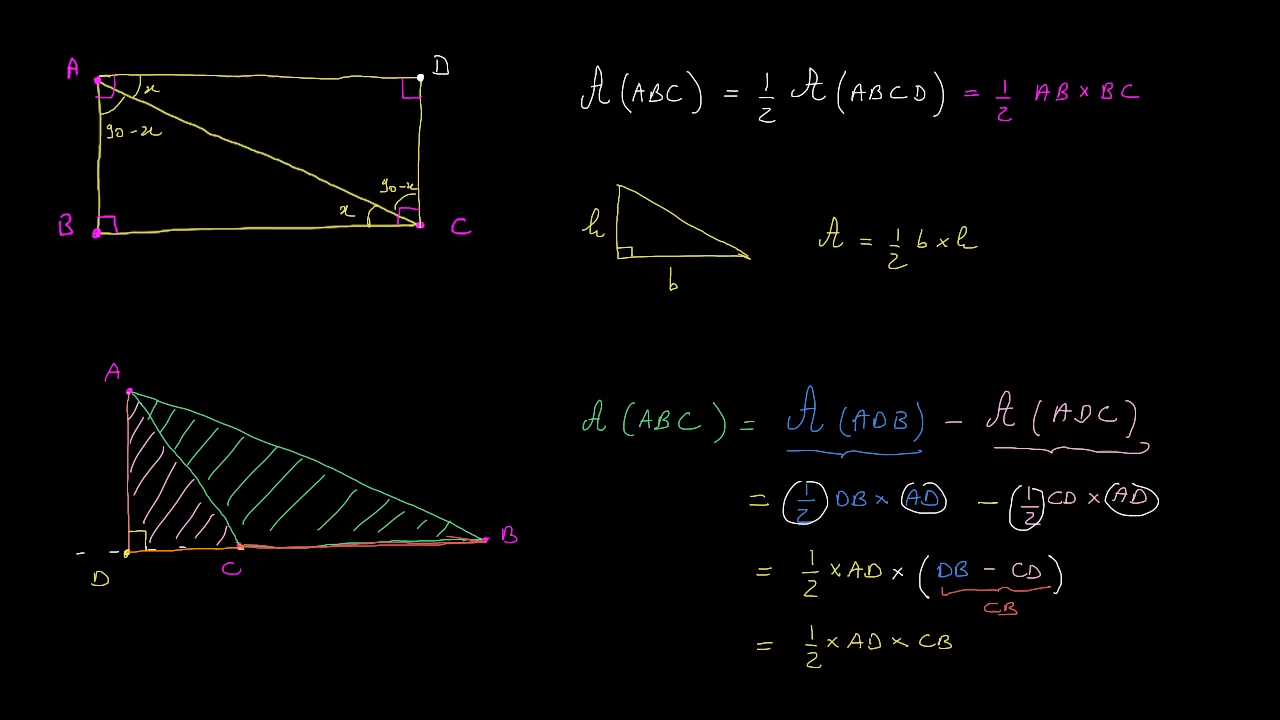 A D
x
90-x
90-x
x
B C
A(ABC) = 1/2 A(ABCD) = 1/2 AB × BC
h
b
A = 1/2 b × h
A
B
C
D
A(ABC) = A(ADB) - A(ADC)
= 1/2 DB × AD - 1/2 CD × AD
= 1/2 × AD × (DB - CD)
CB
= 1/2 × AD × CB